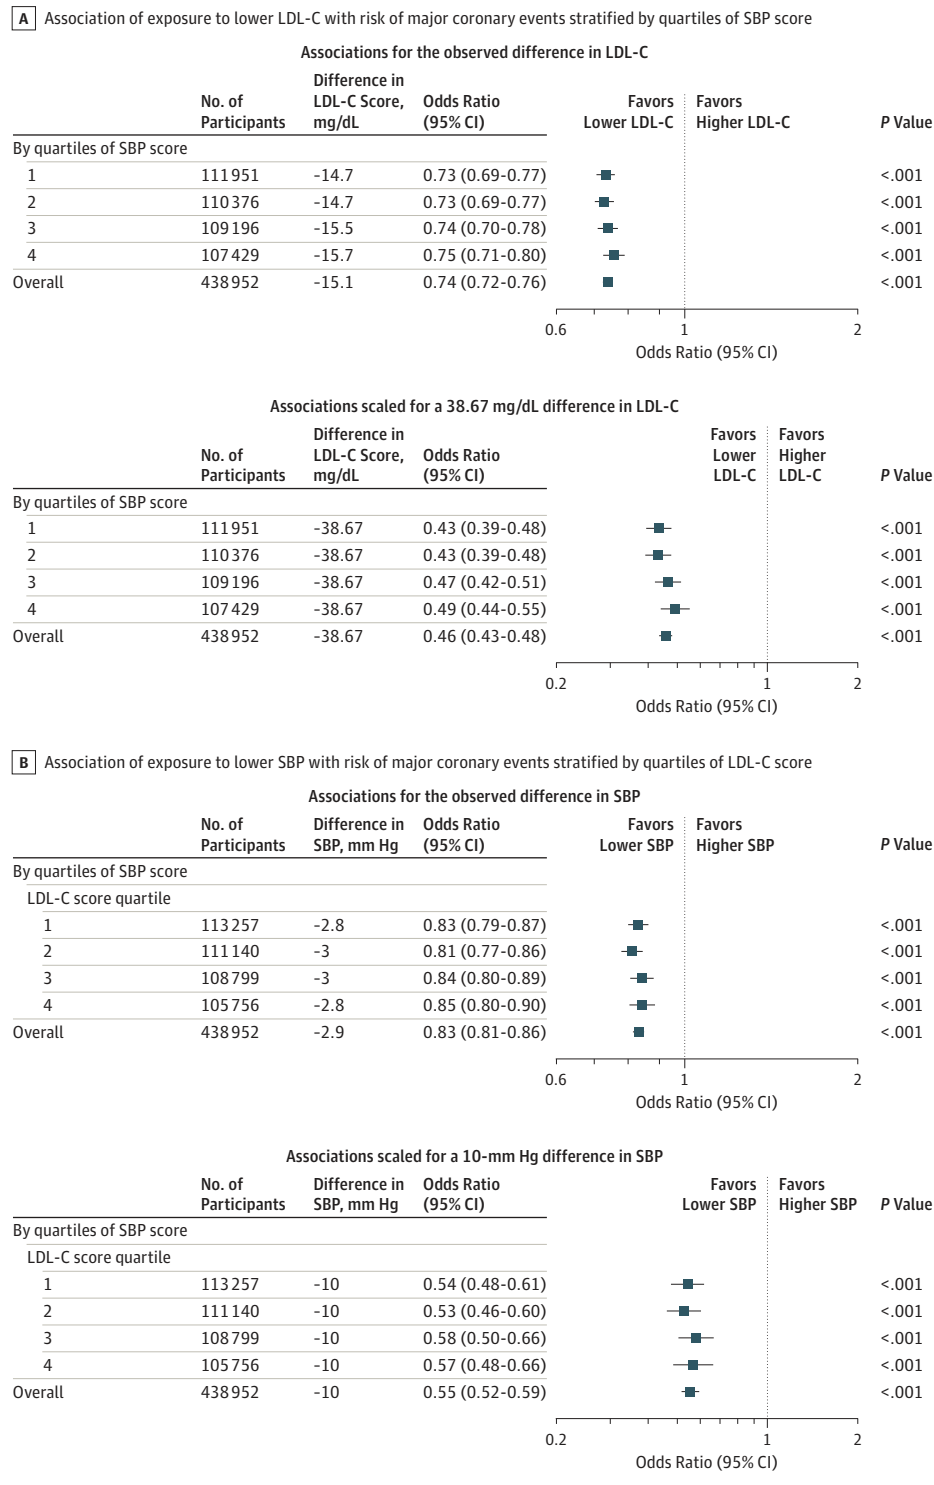 A Association of exposure to lower LDL-C with risk of major coronary events stratified by quartiles of SBP score
Associations for the observed difference in LDL-C
No. of Participants Difference in LDL-C Score, mg/dL Odds Ratio (95% CI) Favors Lower LDL-C Favors Higher LDL-C P Value
By quartiles of SBP score
1 111951 -14.7 0.73 (0.69-0.77) <.001
2 110376 -14.7 0.73 (0.69-0.77) <.001
3 109196 -15.5 0.74 (0.70-0.78) <.001
4 107429 -15.7 0.75 (0.71-0.80) <.001
Overall 438952 -15.1 0.74 (0.72-0.76) <.001
0.6 1 2
Odds Ratio (95% CI)
Associations scaled for a 38.67 mg/dL difference in LDL-C
No. of Participants Difference in LDL-C Score, mg/dL Odds Ratio (95% CI) Favors Lower LDL-C Favors Higher LDL-C P Value
By quartiles of SBP score
1 111951 -38.67 0.43 (0.39-0.48) <.001
2 110376 -38.67 0.43 (0.39-0.48) <.001
3 109196 -38.67 0.47 (0.42-0.51) <.001
4 107429 -38.67 0.49 (0.44-0.55) <.001
Overall 438952 -38.67 0.46 (0.43-0.48) <.001
0.2 1 2
Odds Ratio (95% CI)
B Association of exposure to lower SBP with risk of major coronary events stratified by quartiles of LDL-C score
Associations for the observed difference in SBP
No. of Participants Difference in SBP, mm Hg Odds Ratio (95% CI) Favors Lower SBP Favors Higher SBP P Value
By quartiles of SBP score
LDL-C score quartile
1 113257 -2.8 0.83 (0.79-0.87) <.001
2 111140 -3 0.81 (0.77-0.86) <.001
3 108799 -3 0.84 (0.80-0.89) <.001
4 105756 -2.8 0.85 (0.80-0.90) <.001
Overall 438952 -2.9 0.83 (0.81-0.86) <.001
0.6 1 2
Odds Ratio (95% CI)
Associations scaled for a 10-mm Hg difference in SBP
No. of Participants Difference in SBP, mm Hg Odds Ratio (95% CI) Favors Lower SBP Favors Higher SBP P Value
By quartiles of SBP score
LDL-C score quartile
1 113257 -10 0.54 (0.48-0.61) <.001
2 111140 -10 0.53 (0.46-0.60) <.001
3 108799 -10 0.58 (0.50-0.66) <.001
4 105756 -10 0.57 (0.48-0.66) <.001
Overall 438952 -10 0.55 (0.52-0.59) <.001
0.2 1 2
Odds Ratio (95% CI)